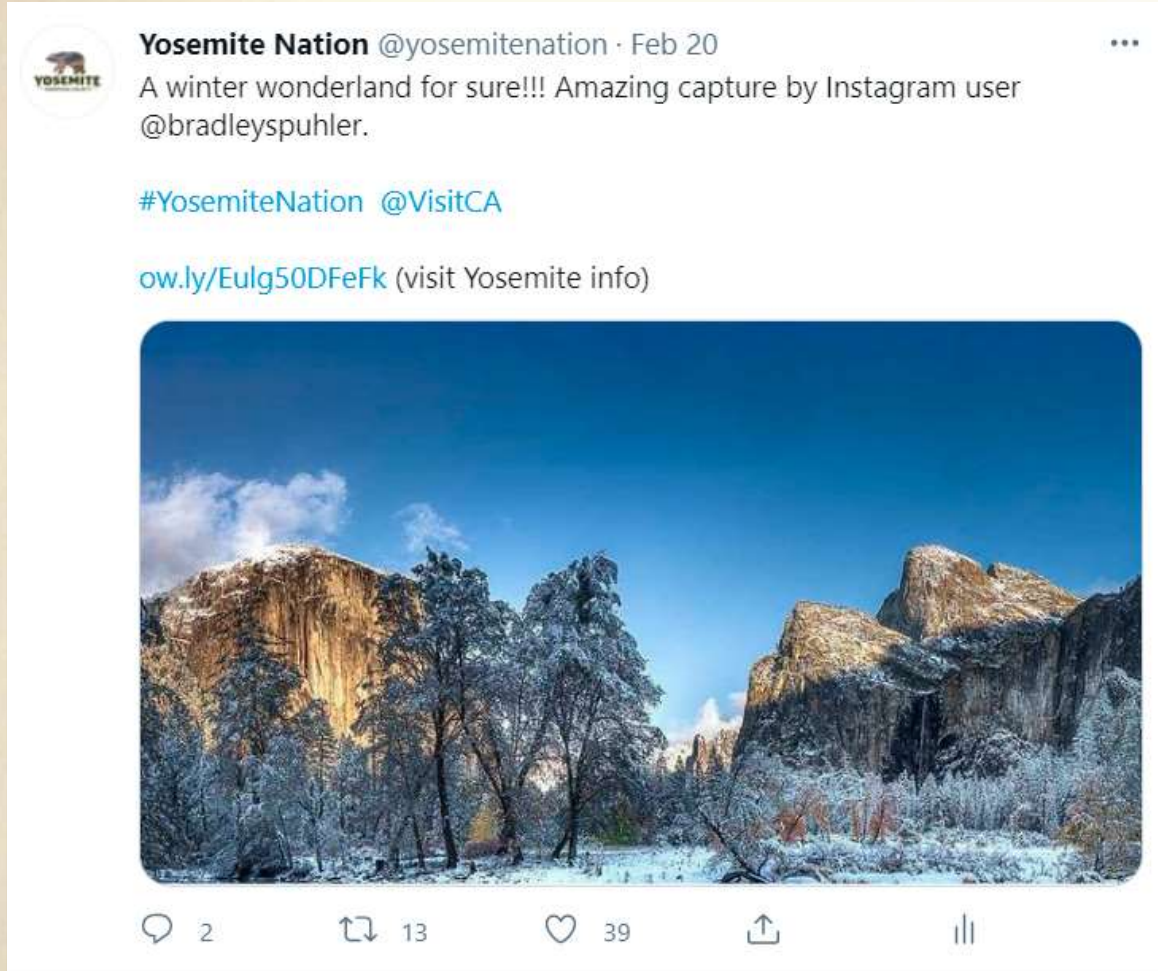 Yosemite Nation @yosemitenation · Feb 20
A winter wonderland for sure!!! Amazing capture by Instagram user
@bradleyspuhler.
#YosemiteNation @VisitCA
ow.ly/Eulg50DFeFk (visit Yosemite info)
YOSEMITE
2 13 39